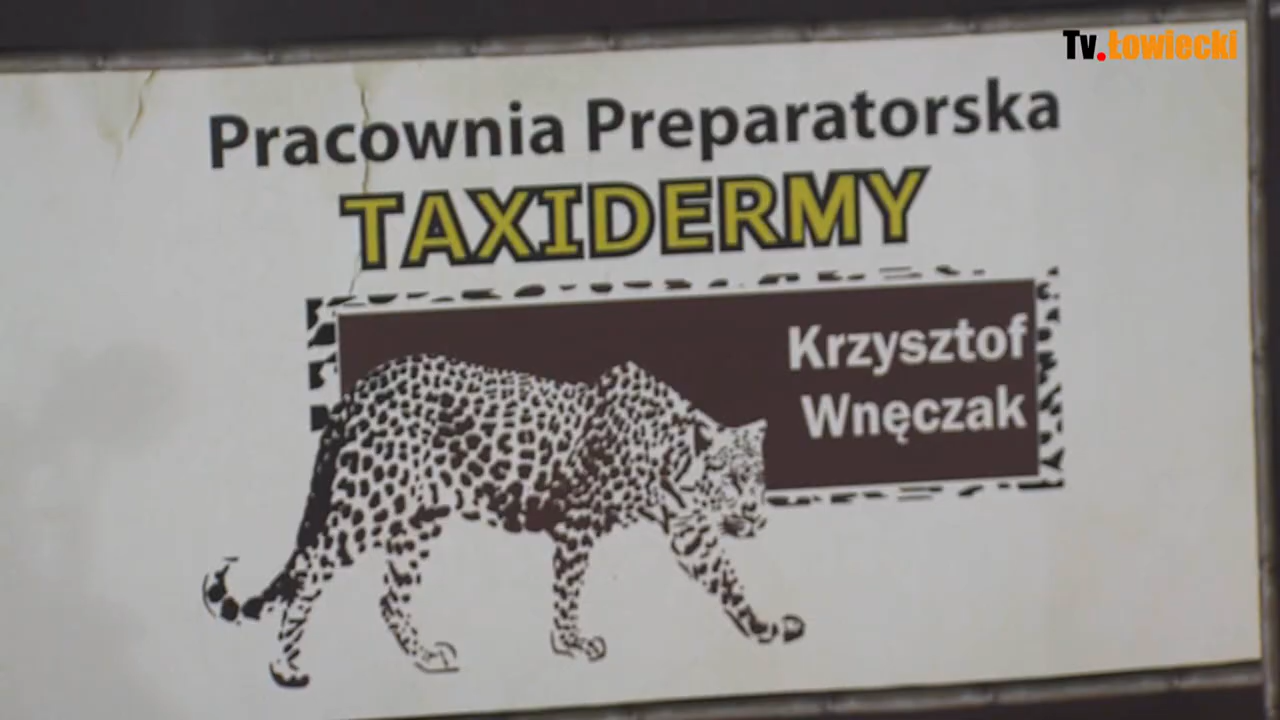 Tv.Łowiecki
Pracownia Preparatorska
TAXIDERMY
Krzysztof
Wnęczak